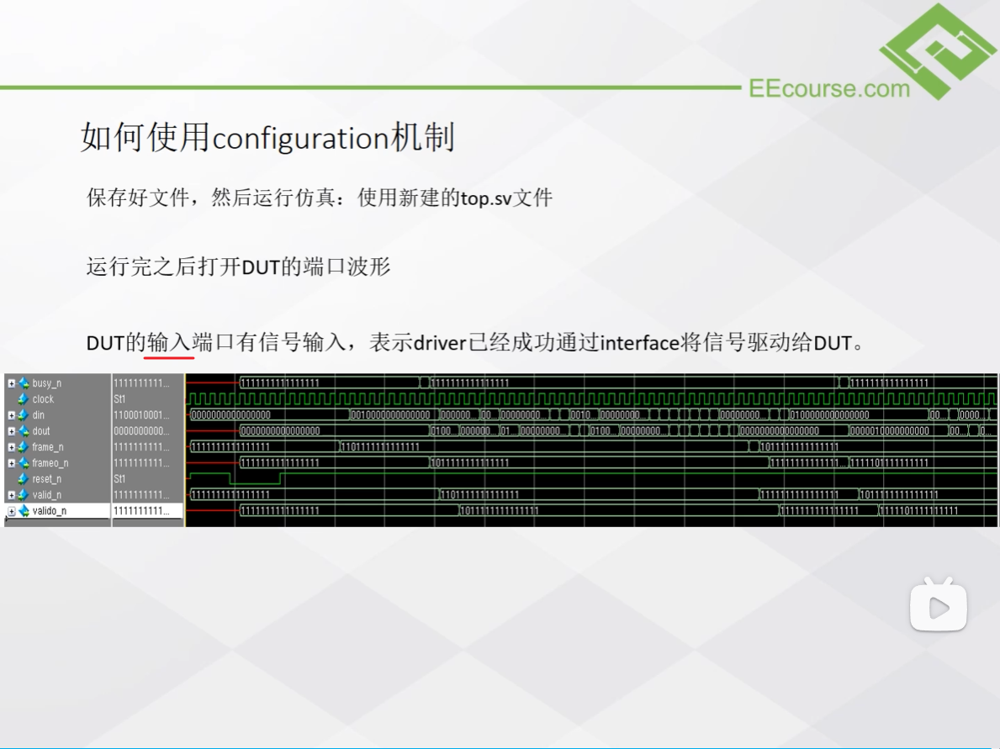 EEcourse.com
如何使用configuration机制
保存好文件，然后运行仿真：使用新建的top.sv文件
运行完之后打开DUT的端口波形
DUT的输入端口有信号输入，表示driver已经成功通过interface将信号驱动给DUT。
busy_n 1111111111... 1111111111111111 1111111111111111 1111111111111111
clock St1
din 1100010001... 0000000000000000 0010000000000000 000000... 00... 00000000... 0010... 00000000... 00000000... 0100000000000000 00... 0000...
dout 0000000000... 0000000000000000 0100... 000000... 01... 00000000... 0100... 00000000... 0000000000000000 0000010000000000 00... 0...
frame_n 1111111111... 1111111111111111 1101111111111111 1011111111111111
frameo_n 1111111111... 1111111111111111 1011111111111111 1111111111111... 1111101111111111
reset_n St1
valid_n 1111111111... 1111111111111111 1101111111111111 1111111111111111 1011111111111111
valido_n 1111111111... 1111111111111111 1011111111111111 1111111111111111 1111101111111111